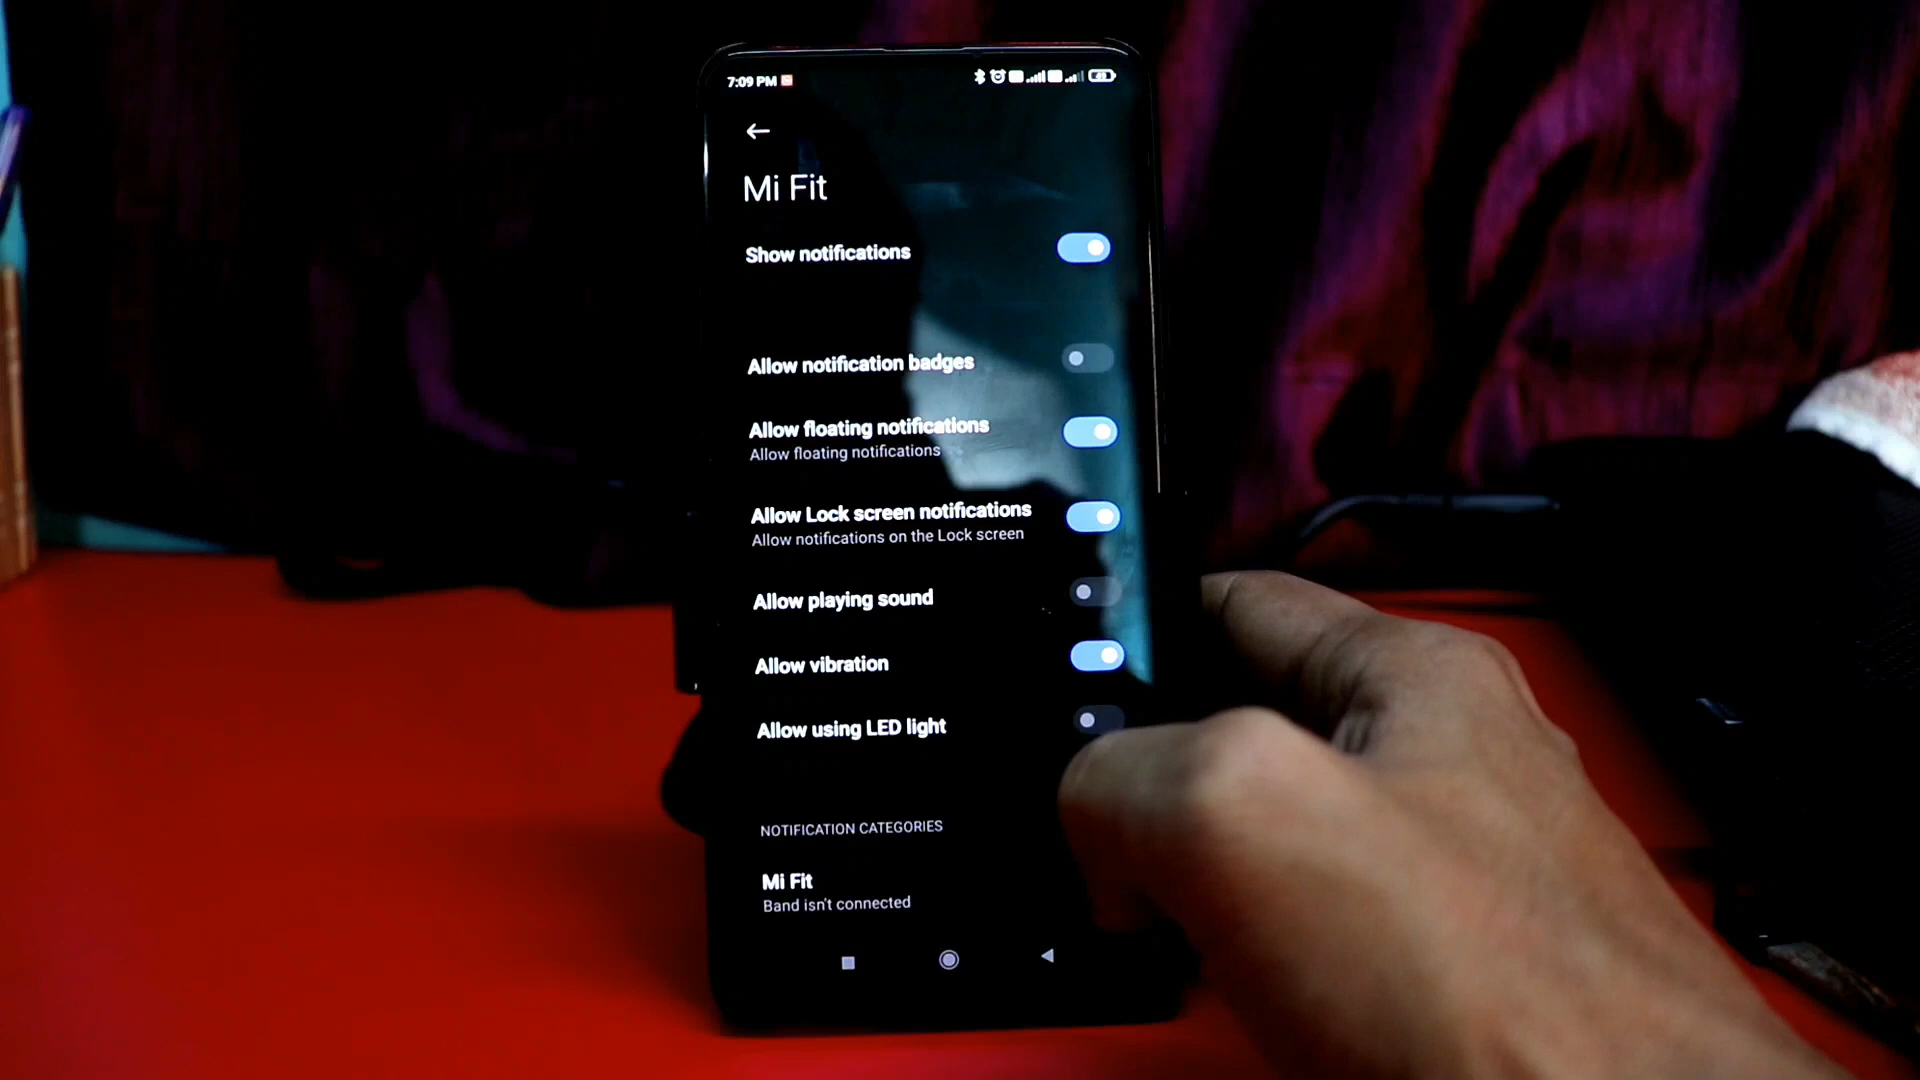 7:09 PM
49
Mi Fit
Show notifications
Allow notification badges
Allow floating notifications
Allow floating notifications
Allow Lock screen notifications
Allow notifications on the Lock screen
Allow playing sound
Allow vibration
Allow using LED light
NOTIFICATION CATEGORIES
Mi Fit
Band isn't connected